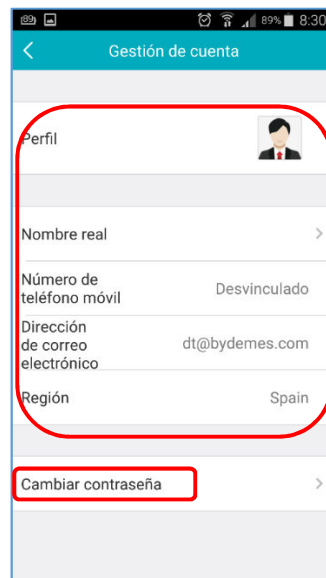 89% 8:30
Gestión de cuenta
Perfil
Nombre real
Número de
teléfono móvil
Desvinculado
Dirección
de correo
electrónico
dt@bydemes.com
Región
Spain
Cambiar contraseña